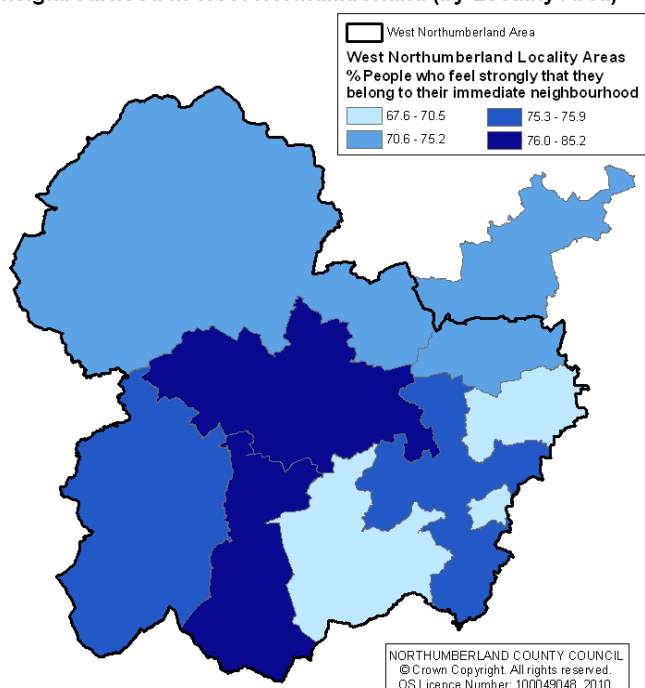 West Northumberland Area
West Northumberland Locality Areas
% People who feel strongly that they
belong to their immediate neighbourhood
67.6 - 70.5
75.3 - 75.9
70.6 - 75.2
76.0 - 85.2
NORTHUMBERLAND COUNTY COUNCIL
© Crown Copyright. All rights reserved.
OS Licence Number: 100049048, 2010